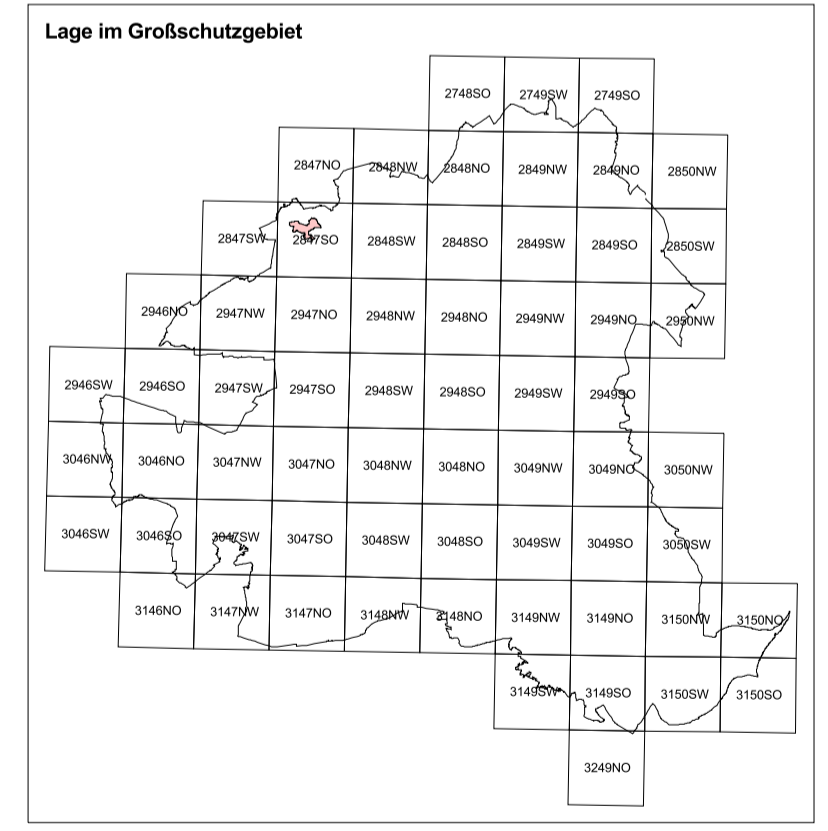 Lage im Großschutzgebiet
2748SO 2749SW 2749SO
2847NO 2848NW 2848NO 2849NW 2849NO 2850NW
2847SW 2847SO 2848SW 2848SO 2849SW 2849SO 2850SW
2946NO 2947NW 2947NO 2948NW 2948NO 2949NW 2949NO 2950NW
2946SW 2946SO 2947SW 2947SO 2948SW 2948SO 2949SW 2949SO
3046NW 3046NO 3047NW 3047NO 3048NW 3048NO 3049NW 3049NO 3050NW
3046SW 3046SO 3047SW 3047SO 3048SW 3048SO 3049SW 3049SO 3050SW
3146NO 3147NW 3147NO 3148NW 3148NO 3149NW 3149NO 3150NW 3150NO
3149SW 3149SO 3150SW 3150SO
3249NO